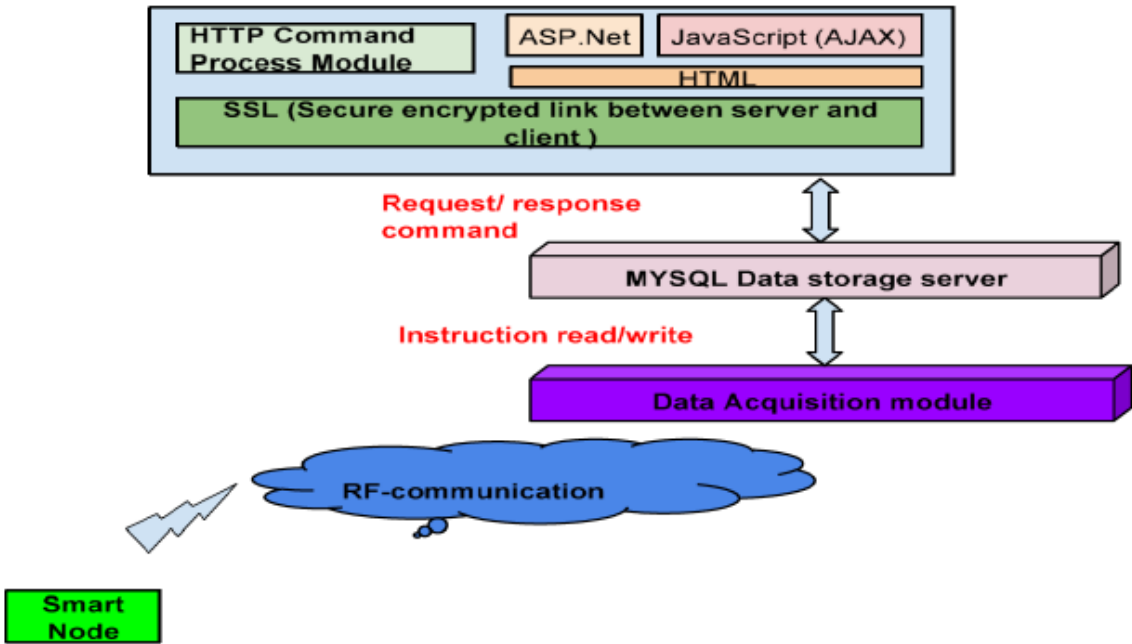 HTTP Command
Process Module
ASP.Net
JavaScript (AJAX)
HTML
SSL (Secure encrypted link between server and
client )
Request/ response
command
MYSQL Data storage server
Instruction read/write
Data Acquisition module
RF-communication
Smart
Node